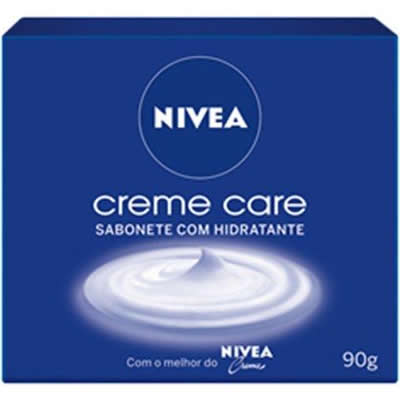 NIVEA
creme care
SABONETE COM HIDRATANTE
Com o melhor do NIVEA Creme 90g